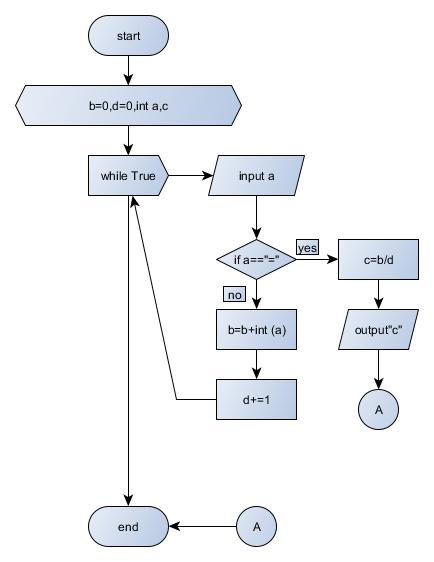 start
b=0,d=0,int a,c
while True
input a
if a=="="
yes
c=b/d
no
b=b+int (a)
output"c"
d+=1
A
end
A